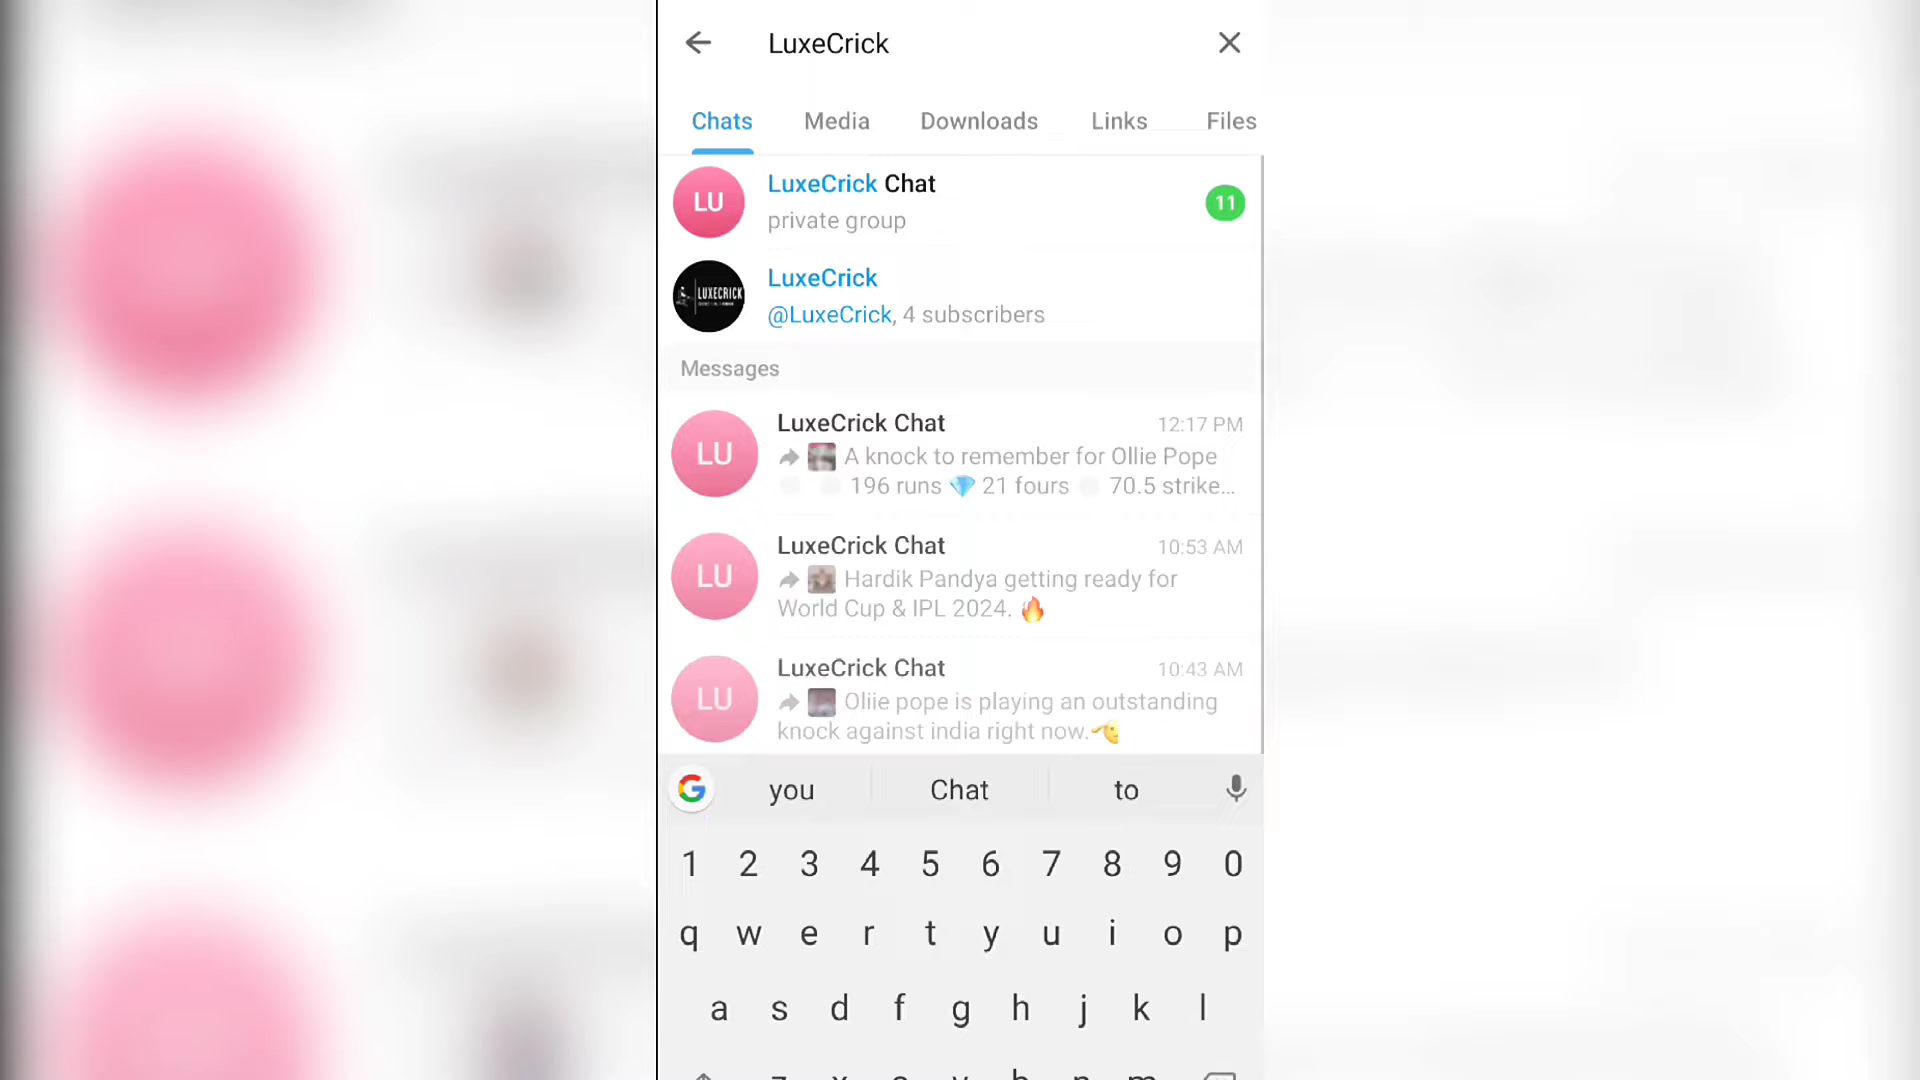 LuxeCrick
Chats Media Downloads Links Files
LU
LuxeCrick Chat
private group
11
LUXECRICK
LuxeCrick
@LuxeCrick, 4 subscribers
Messages
LU
LuxeCrick Chat 12:17 PM
A knock to remember for Ollie Pope
196 runs 💎 21 fours 70.5 strike...
LU
LuxeCrick Chat 10:53 AM
Hardik Pandya getting ready for
World Cup & IPL 2024. 🔥
LU
LuxeCrick Chat 10:43 AM
Oliie pope is playing an outstanding
knock against india right now.
you Chat to
1 2 3 4 5 6 7 8 9 0
q w e r t y u i o p
a s d f g h j k l
z x c v b n m